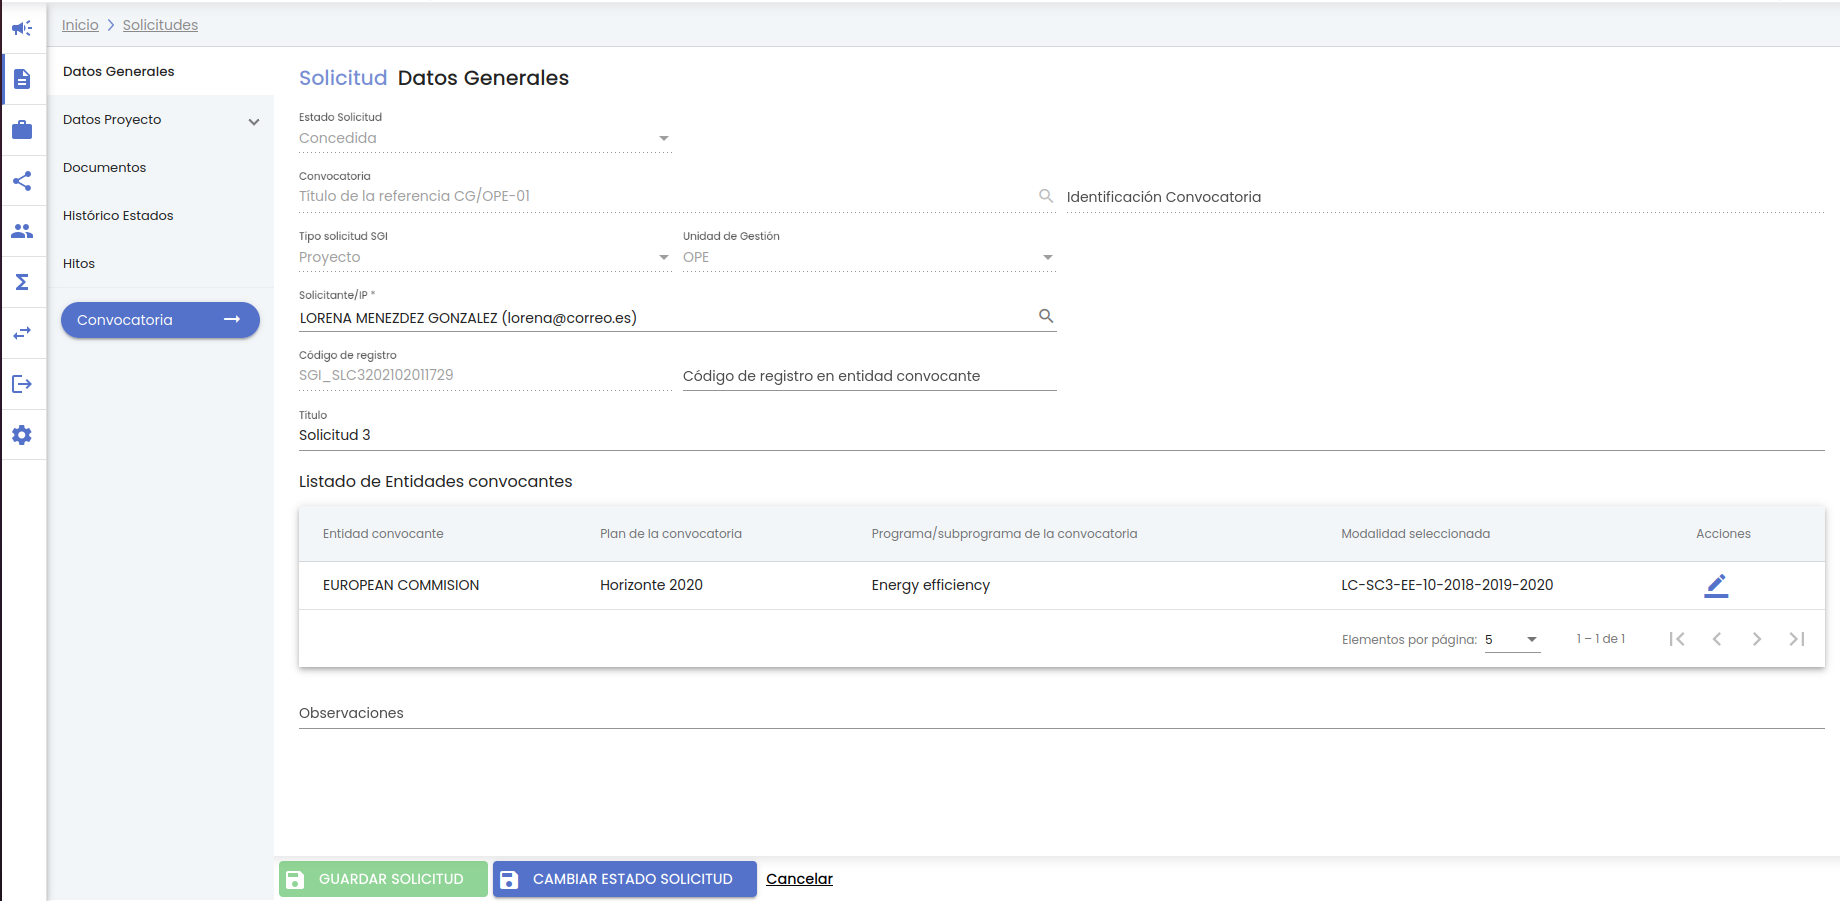 Inicio > Solicitudes
Datos Generales
Datos Proyecto
Documentos
Histórico Estados
Hitos
Convocatoria
Solicitud Datos Generales
Estado Solicitud
Concedida
Convocatoria
Título de la referencia CG/OPE-01 Identificación Convocatoria
Tipo solicitud SGI Unidad de Gestión
Proyecto OPE
Solicitante/IP *
LORENA MENEZDEZ GONZALEZ (lorena@correo.es)
Código de registro
SGI_SLC3202102011729 Código de registro en entidad convocante
Título
Solicitud 3
Listado de Entidades convocantes
Entidad convocante Plan de la convocatoria Programa/subprograma de la convocatoria Modalidad seleccionada Acciones
EUROPEAN COMMISION Horizonte 2020 Energy efficiency LC-SC3-EE-10-2018-2019-2020
Elementos por página: 5 1 – 1 de 1
Observaciones
GUARDAR SOLICITUD CAMBIAR ESTADO SOLICITUD Cancelar